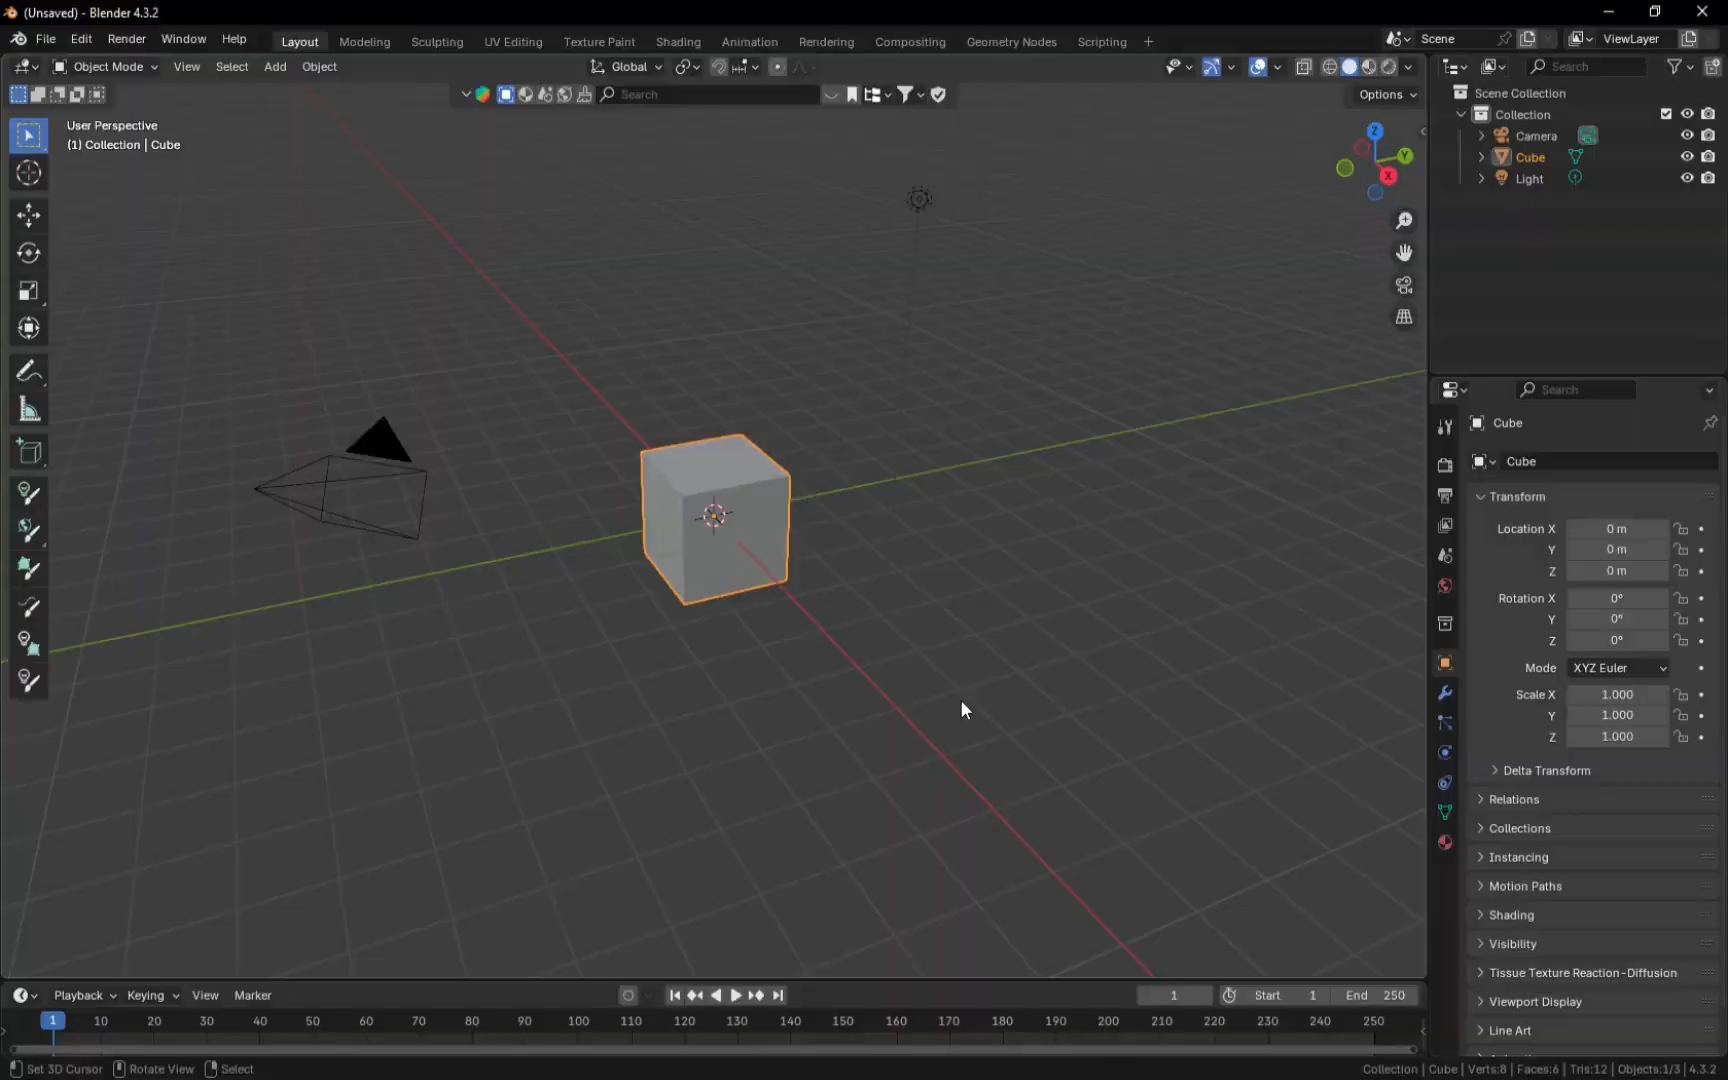 (Unsaved) - Blender 4.3.2
File Edit Render Window Help Layout Modeling Sculpting UV Editing Texture Paint Shading Animation Rendering Compositing Geometry Nodes Scripting + Scene ViewLayer
Object Mode View Select Add Object Global Search
Search Options
User Perspective
(1) Collection | Cube
Z
Y
X
Scene Collection
Collection
Camera
Cube
Light
Search
Cube
Cube
Transform
Location X 0 m
Y 0 m
Z 0 m
Rotation X 0°
Y 0°
Z 0°
Mode XYZ Euler
Scale X 1.000
Y 1.000
Z 1.000
Delta Transform
Relations
Collections
Instancing
Motion Paths
Shading
Visibility
Tissue Texture Reaction-Diffusion
Viewport Display
Line Art
Playback Keying View Marker 1 Start 1 End 250
1 10 20 30 40 50 60 70 80 90 100 110 120 130 140 150 160 170 180 190 200 210 220 230 240 250
Set 3D Cursor Rotate View Select Collection | Cube | Verts:8 | Faces:6 | Tris:12 | Objects:1/3 | 4.3.2